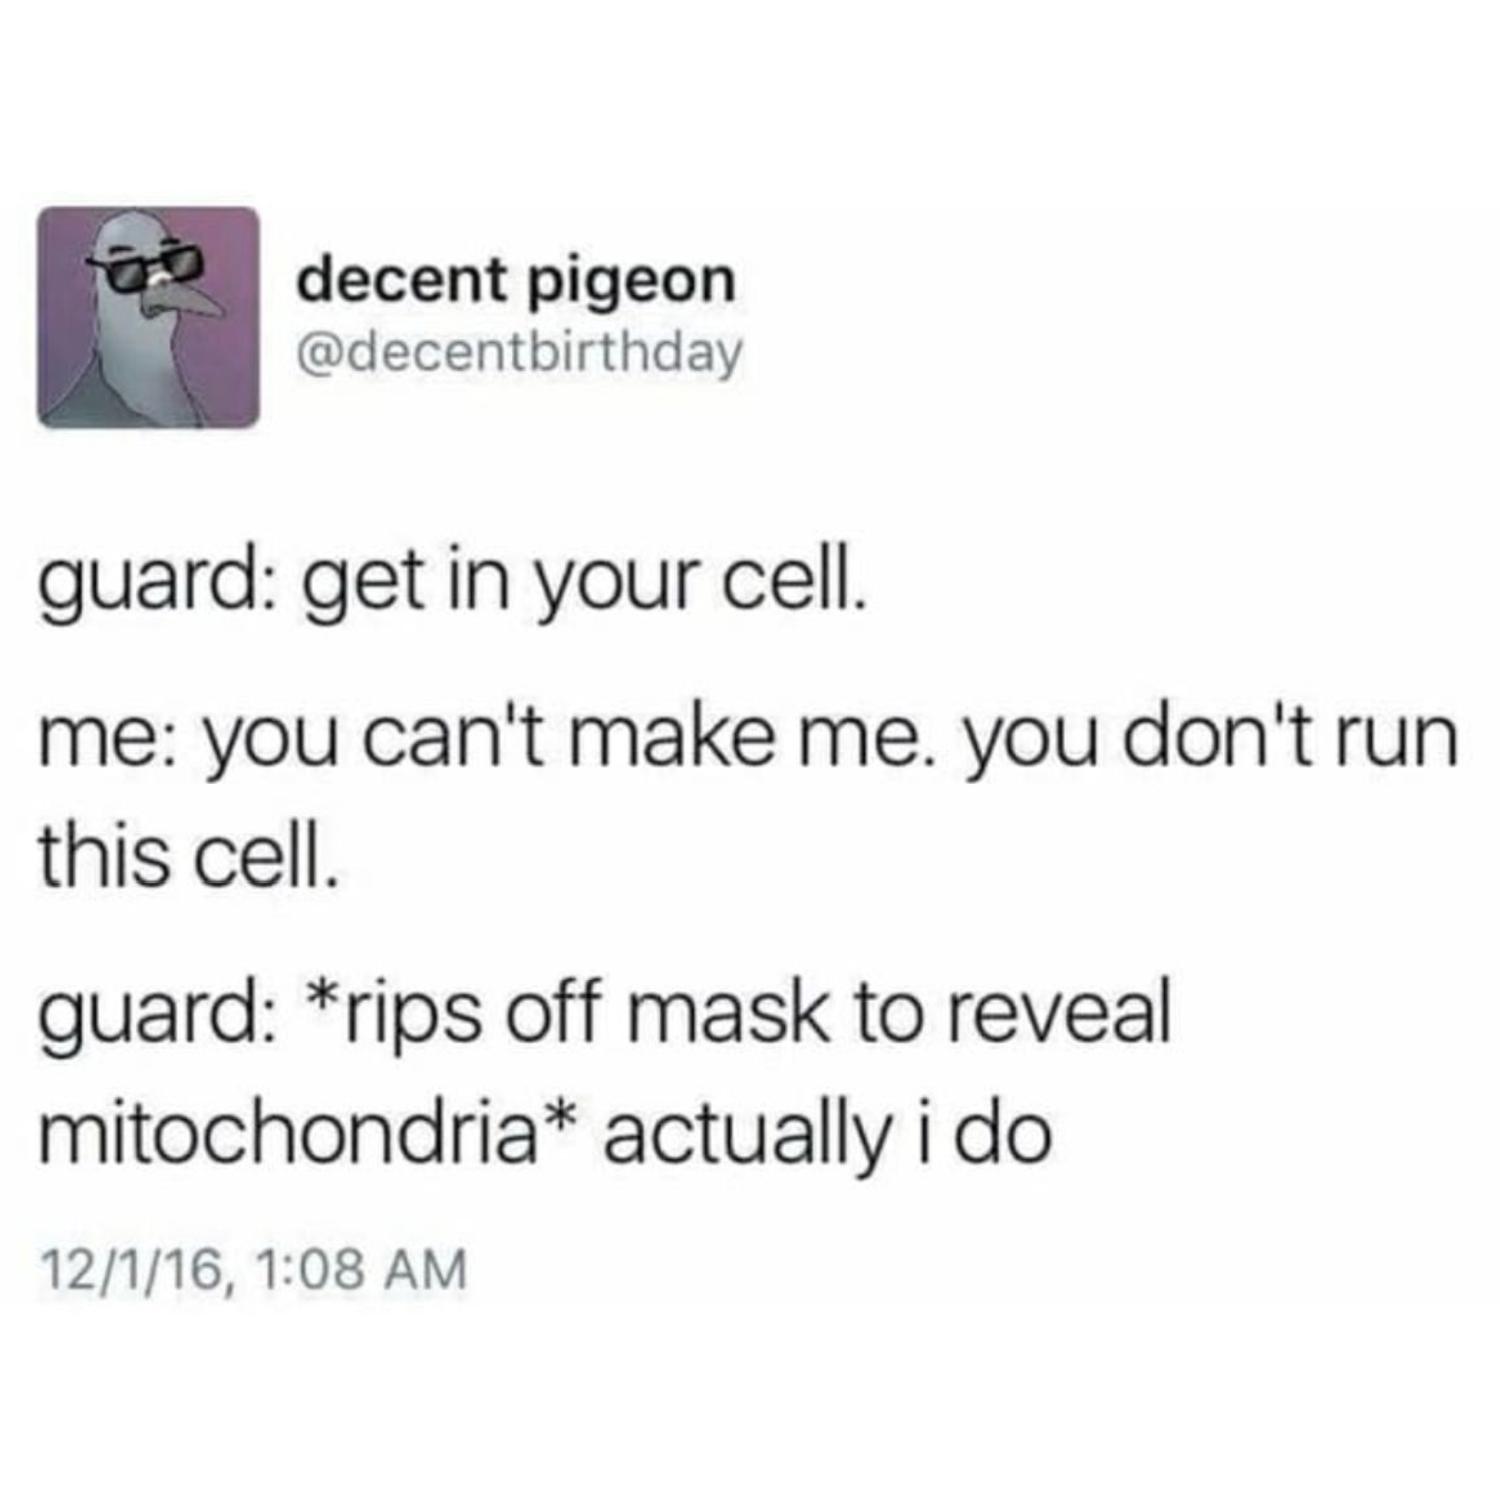 decent pigeon
@decentbirthday
guard: get in your cell.
me: you can't make me. you don't run
this cell.
guard: *rips off mask to reveal
mitochondria* actually i do
12/1/16, 1:08 AM